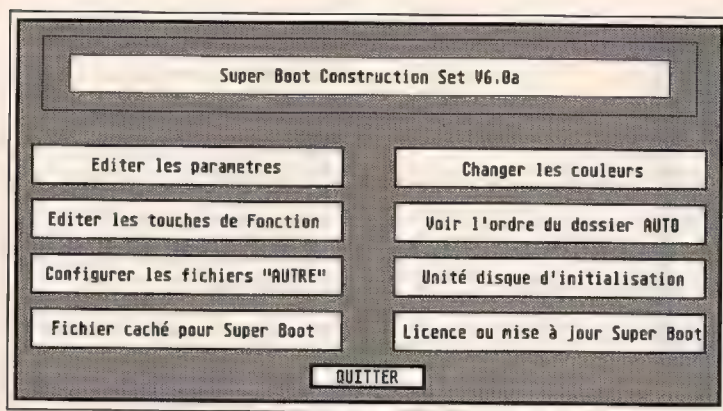 Super Boot Construction Set V6.0a
Editer les parametres
Changer les couleurs
Editer les touches de Fonction
Voir l'ordre du dossier AUTO
Configurer les fichiers "AUTRE"
Unité disque d'initialisation
Fichier caché pour Super Boot
Licence ou mise à jour Super Boot
QUITTER